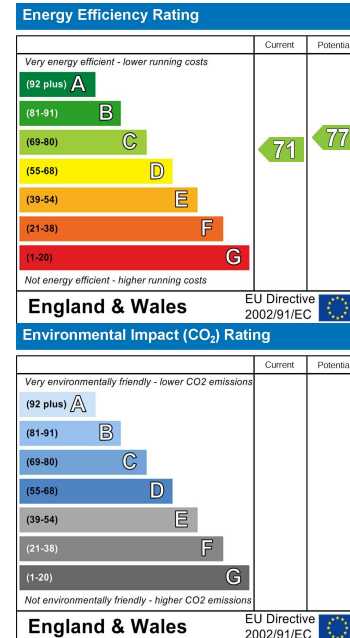 Energy Efficiency Rating
Current Potentia
Very energy efficient - lower running costs
(92 plus) A
(81-91) B
(69-80) C
(55-68) D
(39-54) E
(21-38) F
(1-20) G
71
77
Not energy efficient - higher running costs
England & Wales
EU Directive
2002/91/EC
Environmental Impact (CO₂) Rating
Current Potentia
Very environmentally friendly - lower CO2 emissions
(92 plus) A
(81-91) B
(69-80) C
(55-68) D
(39-54) E
(21-38) F
(1-20) G
Not environmentally friendly - higher CO2 emissions
England & Wales
EU Directive
2002/91/EC